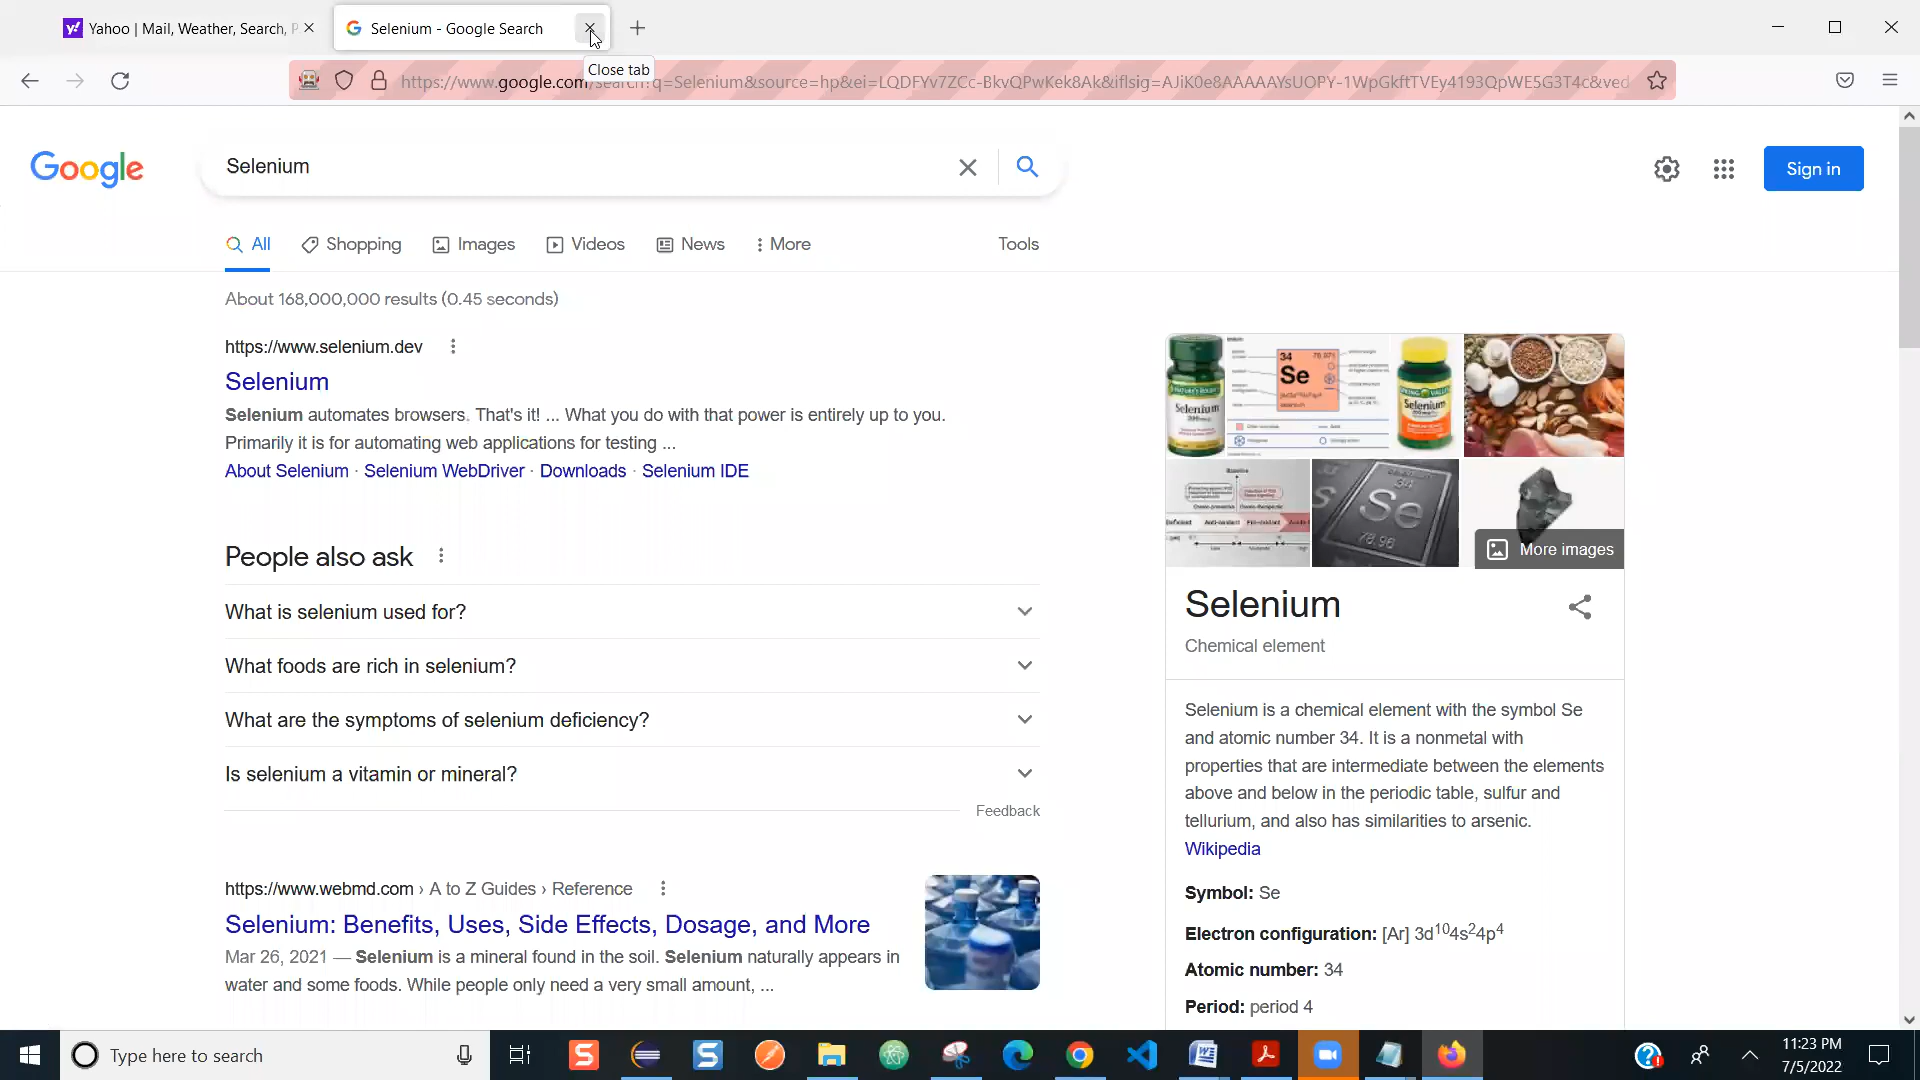 Yahoo | Mail, Weather, Search, P
Selenium - Google Search
Close tab
https://www.google.com/search?q=Selenium&source=hp&ei=LQDFYv7ZCc-BkvQPwKek8Ak&iflsig=AJiK0e8AAAAAYsUOPY-1WpGkftTVEy4193QpWE5G3T4c&ved
Google
Selenium
Sign in
All
Shopping
Images
Videos
News
More
Tools
About 168,000,000 results (0.45 seconds)
https://www.selenium.dev
Selenium
Selenium automates browsers. That's it! ... What you do with that power is entirely up to you.
Primarily it is for automating web applications for testing ...
About Selenium · Selenium WebDriver · Downloads · Selenium IDE
People also ask
What is selenium used for?
What foods are rich in selenium?
What are the symptoms of selenium deficiency?
Is selenium a vitamin or mineral?
Feedback
https://www.webmd.com › A to Z Guides › Reference
Selenium: Benefits, Uses, Side Effects, Dosage, and More
Mar 26, 2021 — Selenium is a mineral found in the soil. Selenium naturally appears in
water and some foods. While people only need a very small amount, ...
Selenium
34
Se
Selenium
Se
78.96
More images
Selenium
Chemical element
Selenium is a chemical element with the symbol Se
and atomic number 34. It is a nonmetal with
properties that are intermediate between the elements
above and below in the periodic table, sulfur and
tellurium, and also has similarities to arsenic.
Wikipedia
Symbol: Se
Electron configuration: [Ar] 3d¹⁰4s²4p⁴
Atomic number: 34
Period: period 4
Type here to search
11:23 PM
7/5/2022